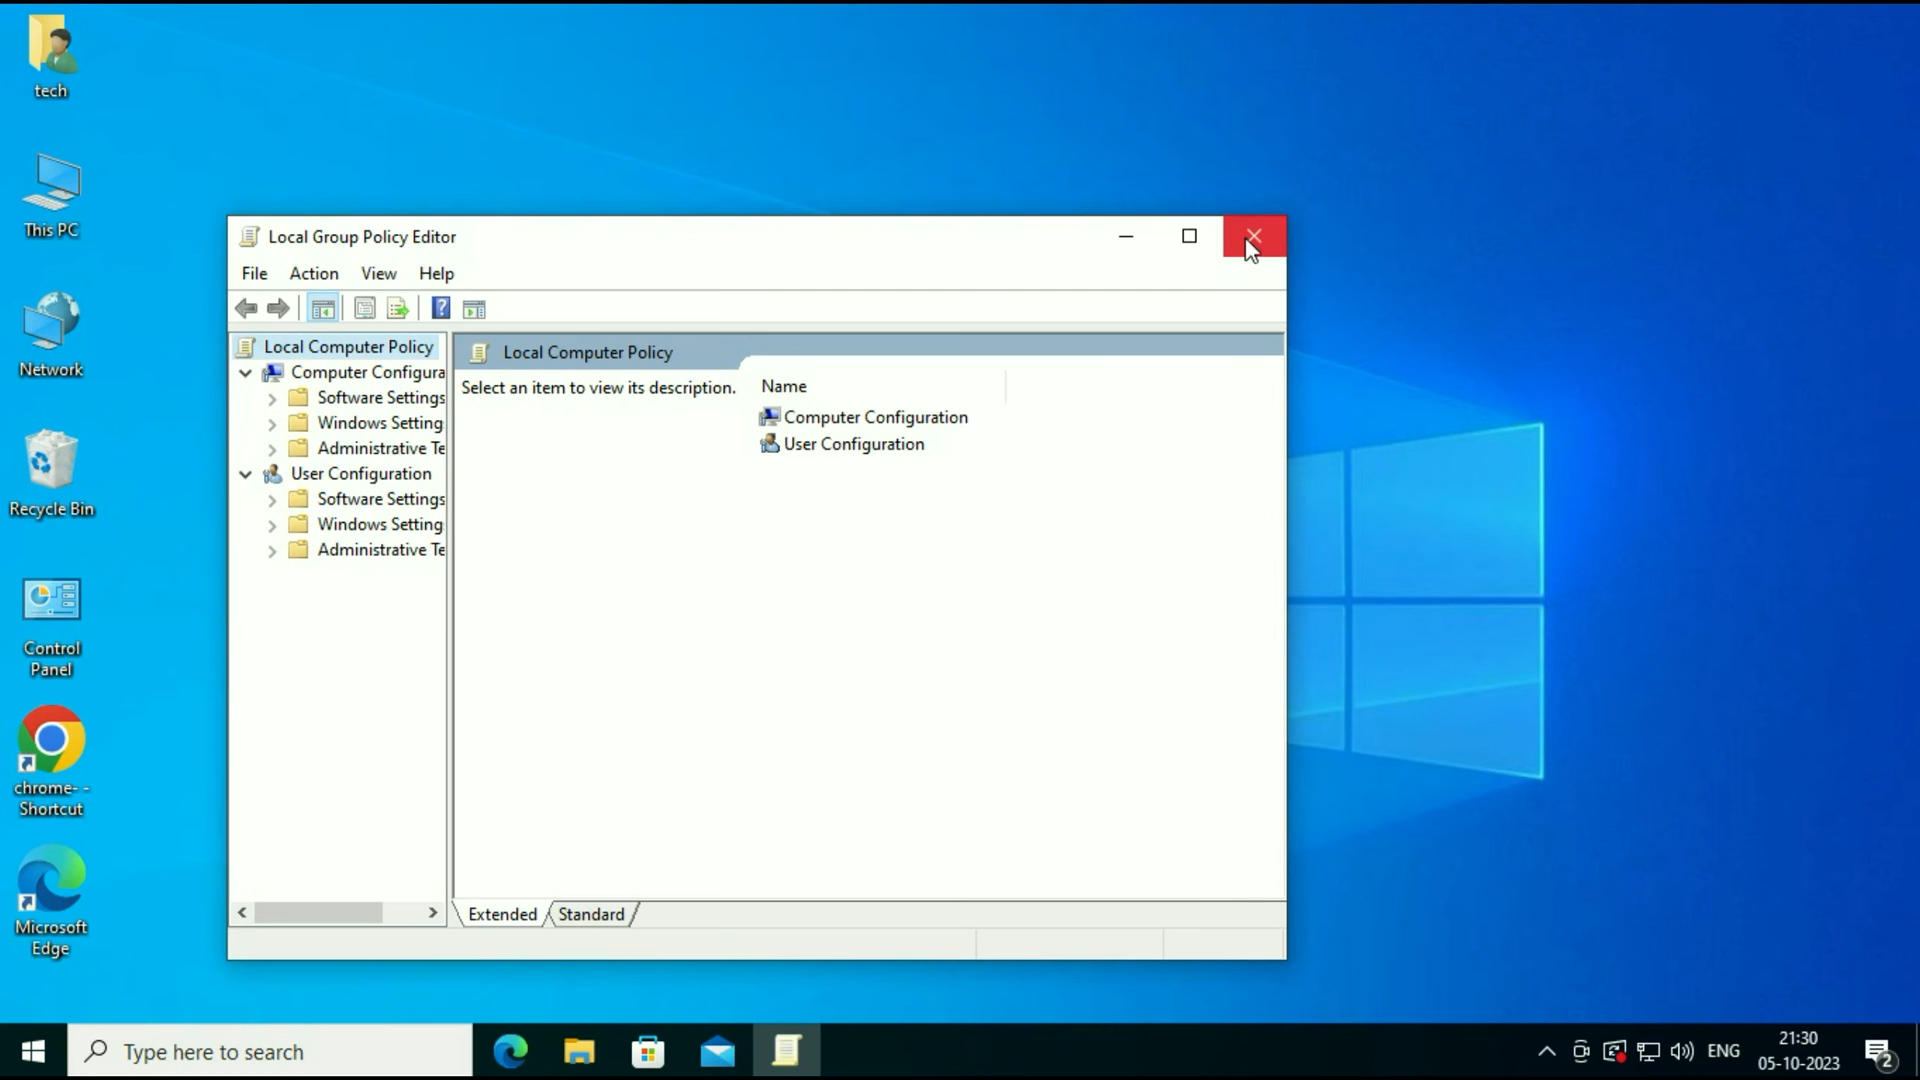 tech
This PC
Network
Recycle Bin
Control
Panel
chrome- -
Shortcut
Microsoft
Edge
Local Group Policy Editor
File Action View Help
Local Computer Policy
Computer Configura
Software Settings
Windows Setting
Administrative Te
User Configuration
Software Settings
Windows Setting
Administrative Te
Local Computer Policy
Select an item to view its description.
Name
Computer Configuration
User Configuration
Extended Standard
Type here to search
ENG
21:30
05-10-2023
2